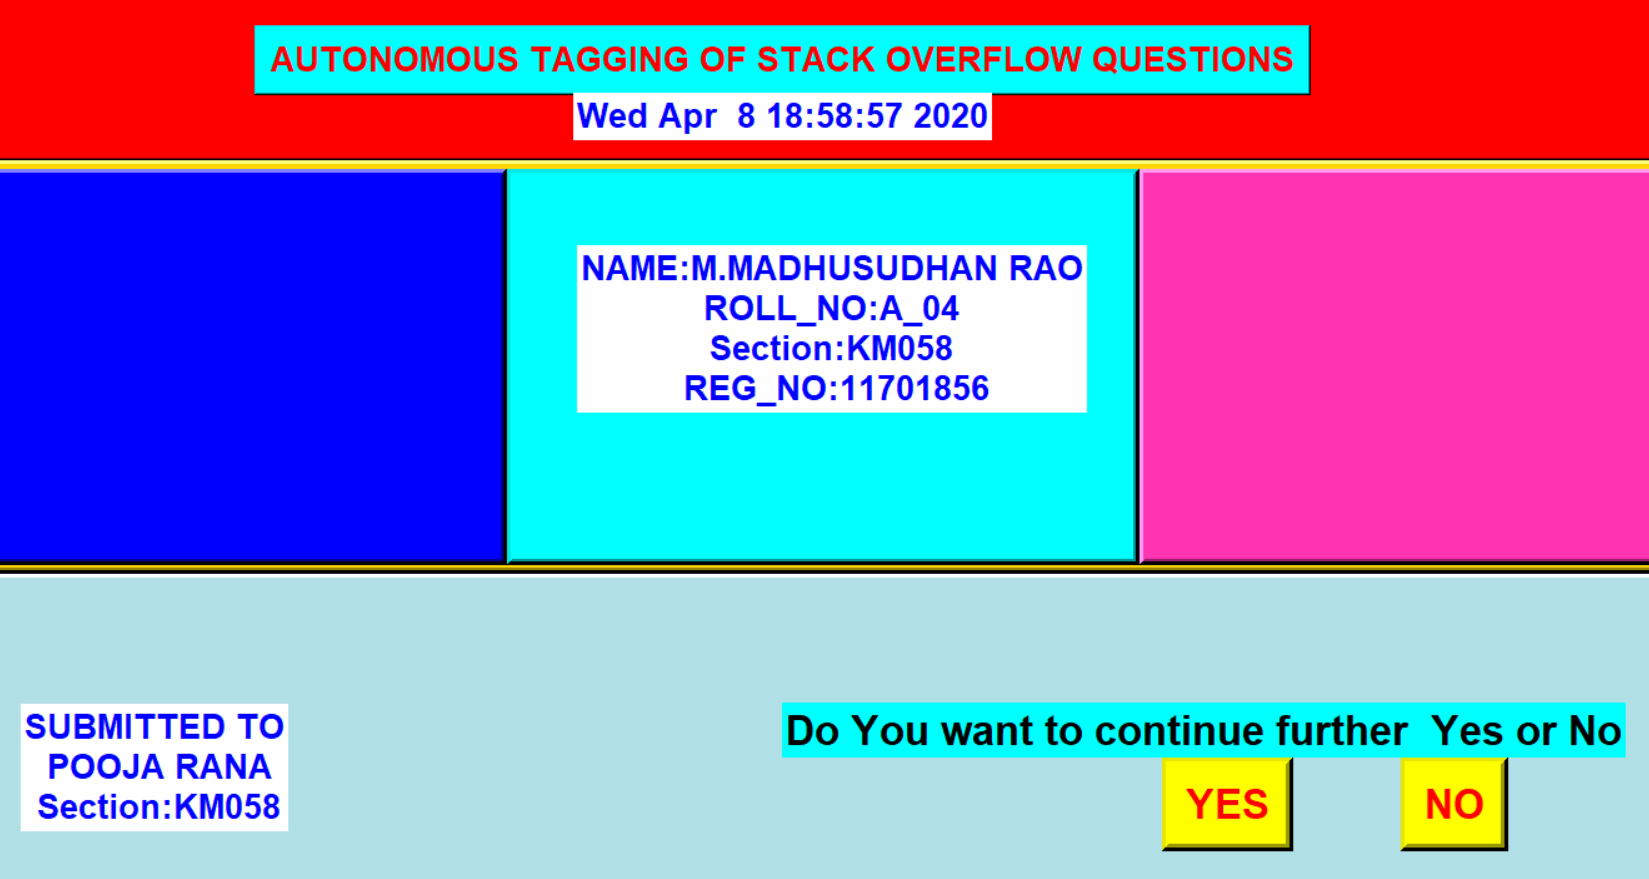 AUTONOMOUS TAGGING OF STACK OVERFLOW QUESTIONS
Wed Apr  8 18:58:57 2020
NAME:M.MADHUSUDHAN RAO
ROLL_NO:A_04
Section:KM058
REG_NO:11701856
SUBMITTED TO
POOJA RANA
Section:KM058
Do You want to continue further  Yes or No
YES
NO